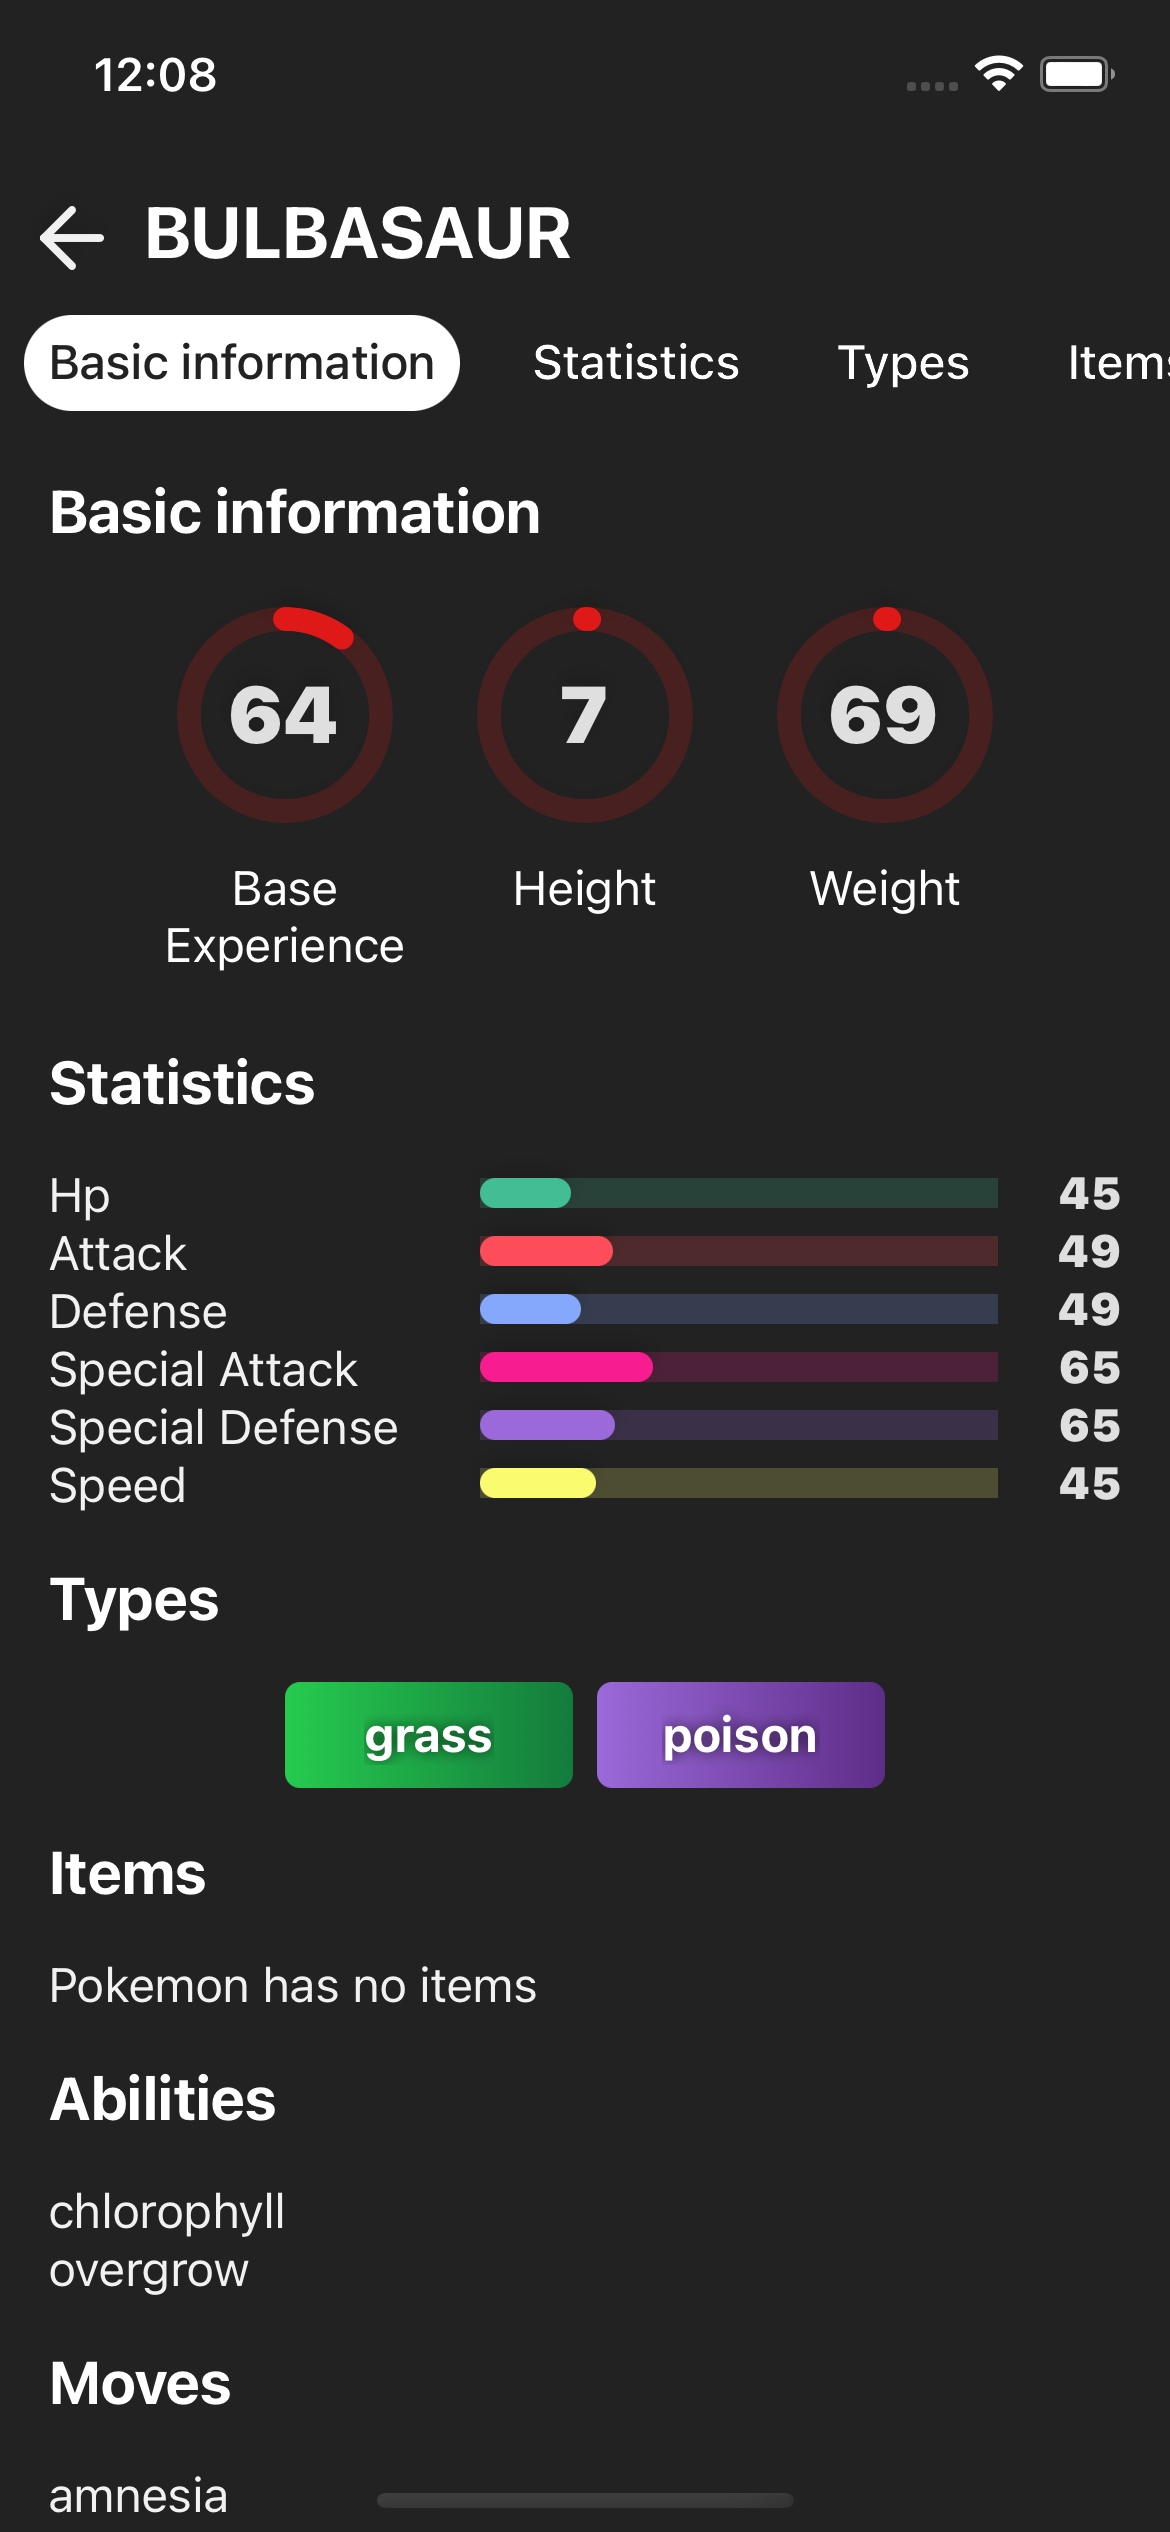 12:08
BULBASAUR
Basic information Statistics Types Items
Basic information
64 7 69
Base Height Weight
Experience
Statistics
Hp 45
Attack 49
Defense 49
Special Attack 65
Special Defense 65
Speed 45
Types
grass poison
Items
Pokemon has no items
Abilities
chlorophyll
overgrow
Moves
amnesia